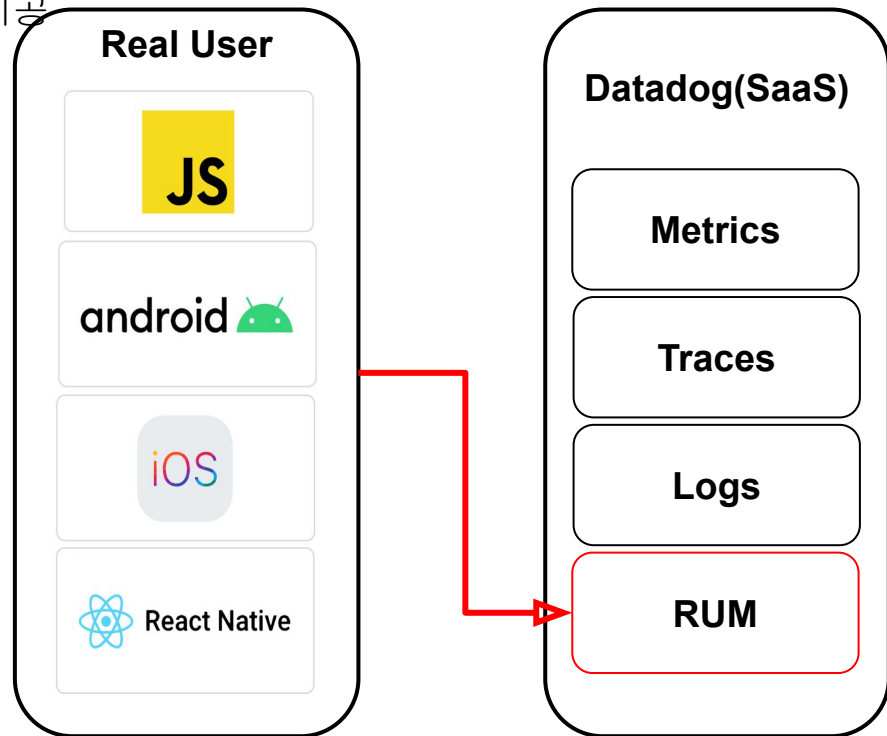 Real User
JS
android
iOS
React Native
Datadog(SaaS)
Metrics
Traces
Logs
RUM